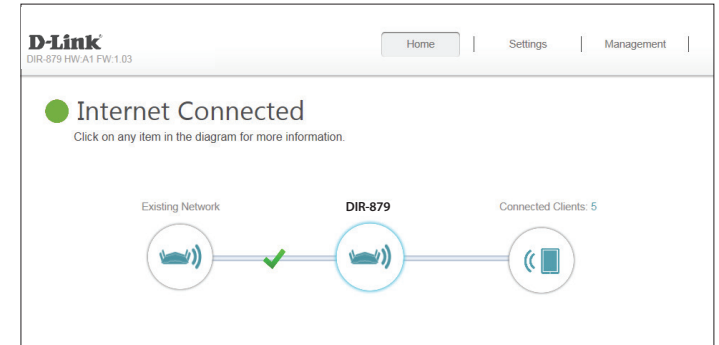 D-Link
DIR-879 HW:A1 FW:1.03
Home
Settings
Management
Internet Connected
Click on any item in the diagram for more information.
Existing Network
DIR-879
Connected Clients: 5